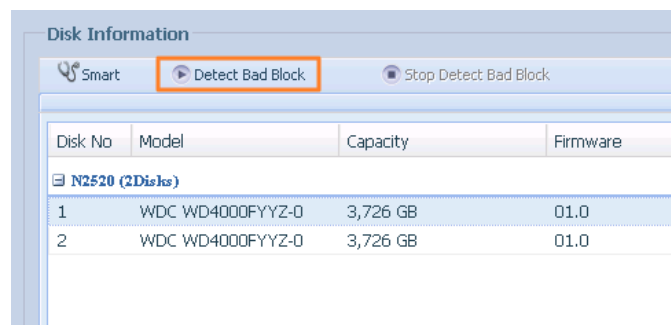 Disk Information
Smart Detect Bad Block Stop Detect Bad Block
Disk No Model Capacity Firmware
N2520 (2Disks)
1 WDC WD4000FYYZ-0 3,726 GB 01.0
2 WDC WD4000FYYZ-0 3,726 GB 01.0